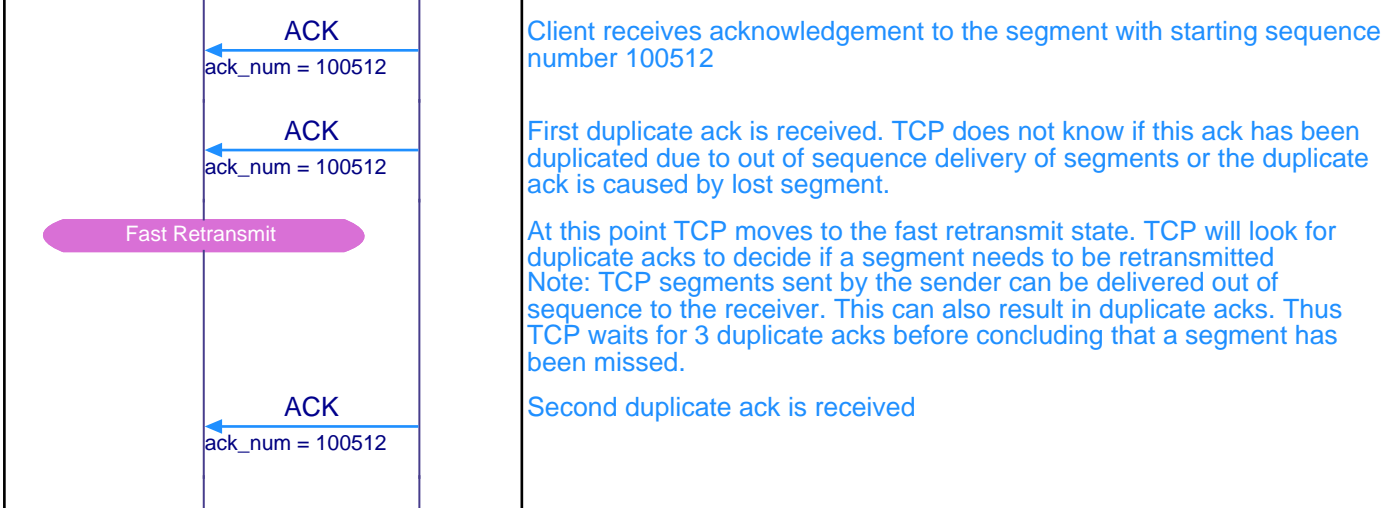 ACK
ack_num = 100512
Client receives acknowledgement to the segment with starting sequence
number 100512
ACK
ack_num = 100512
First duplicate ack is received. TCP does not know if this ack has been
duplicated due to out of sequence delivery of segments or the duplicate
ack is caused by lost segment.
Fast Retransmit
At this point TCP moves to the fast retransmit state. TCP will look for
duplicate acks to decide if a segment needs to be retransmitted
Note: TCP segments sent by the sender can be delivered out of
sequence to the receiver. This can also result in duplicate acks. Thus
TCP waits for 3 duplicate acks before concluding that a segment has
been missed.
ACK
ack_num = 100512
Second duplicate ack is received